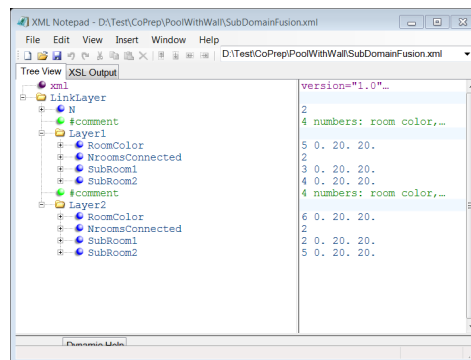 XML Notepad - D:\Test\CoPrep\PoolWithWall\SubDomainFusion.xml
File Edit View Insert Window Help
D:\Test\CoPrep\PoolWithWall\SubDomainFusion.xml
Tree View XSL Output
xml version="1.0"…
LinkLayer
N 2
#comment 4 numbers: room color,…
Layer1
RoomColor 5 0. 20. 20.
NroomsConnected 2
SubRoom1 3 0. 20. 20.
SubRoom2 4 0. 20. 20.
#comment 4 numbers: room color,…
Layer2
RoomColor 6 0. 20. 20.
NroomsConnected 2
SubRoom1 2 0. 20. 20.
SubRoom2 5 0. 20. 20.
Dynamic Help